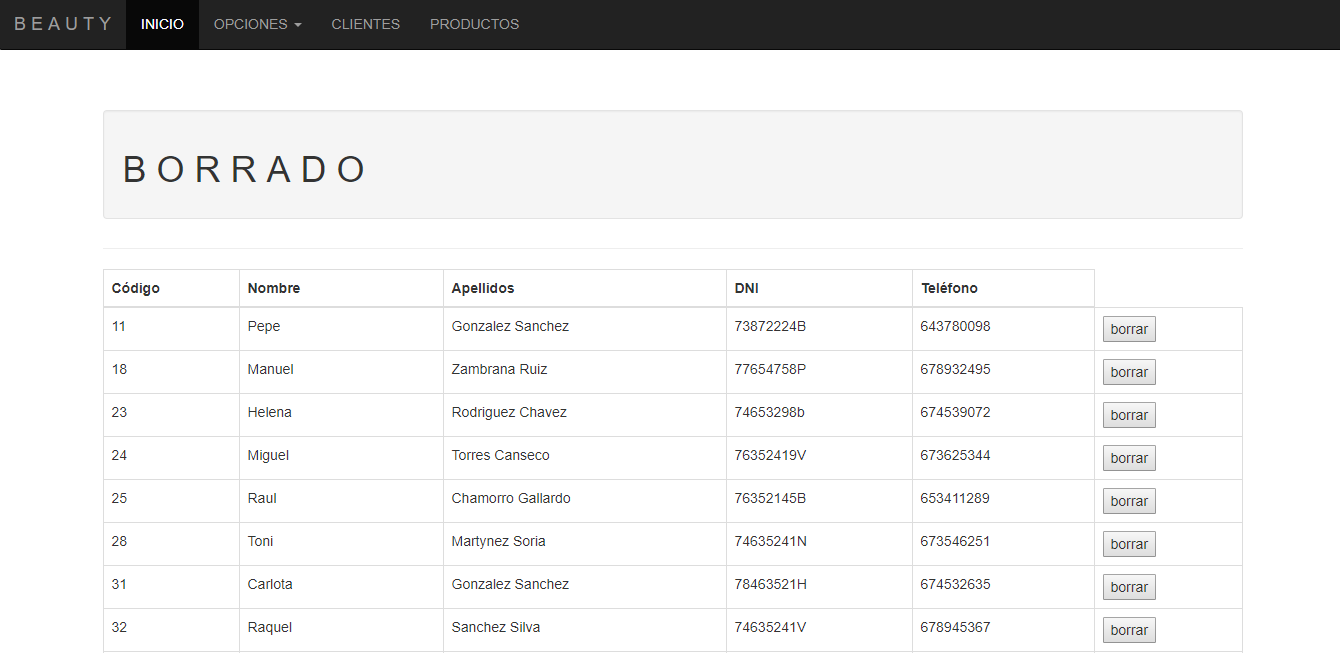 BEAUTY INICIO OPCIONES CLIENTES PRODUCTOS
BORRADO
Código Nombre Apellidos DNI Teléfono
11 Pepe Gonzalez Sanchez 73872224B 643780098 borrar
18 Manuel Zambrana Ruiz 77654758P 678932495 borrar
23 Helena Rodriguez Chavez 74653298b 674539072 borrar
24 Miguel Torres Canseco 76352419V 673625344 borrar
25 Raul Chamorro Gallardo 76352145B 653411289 borrar
28 Toni Martynez Soria 74635241N 673546251 borrar
31 Carlota Gonzalez Sanchez 78463521H 674532635 borrar
32 Raquel Sanchez Silva 74635241V 678945367 borrar